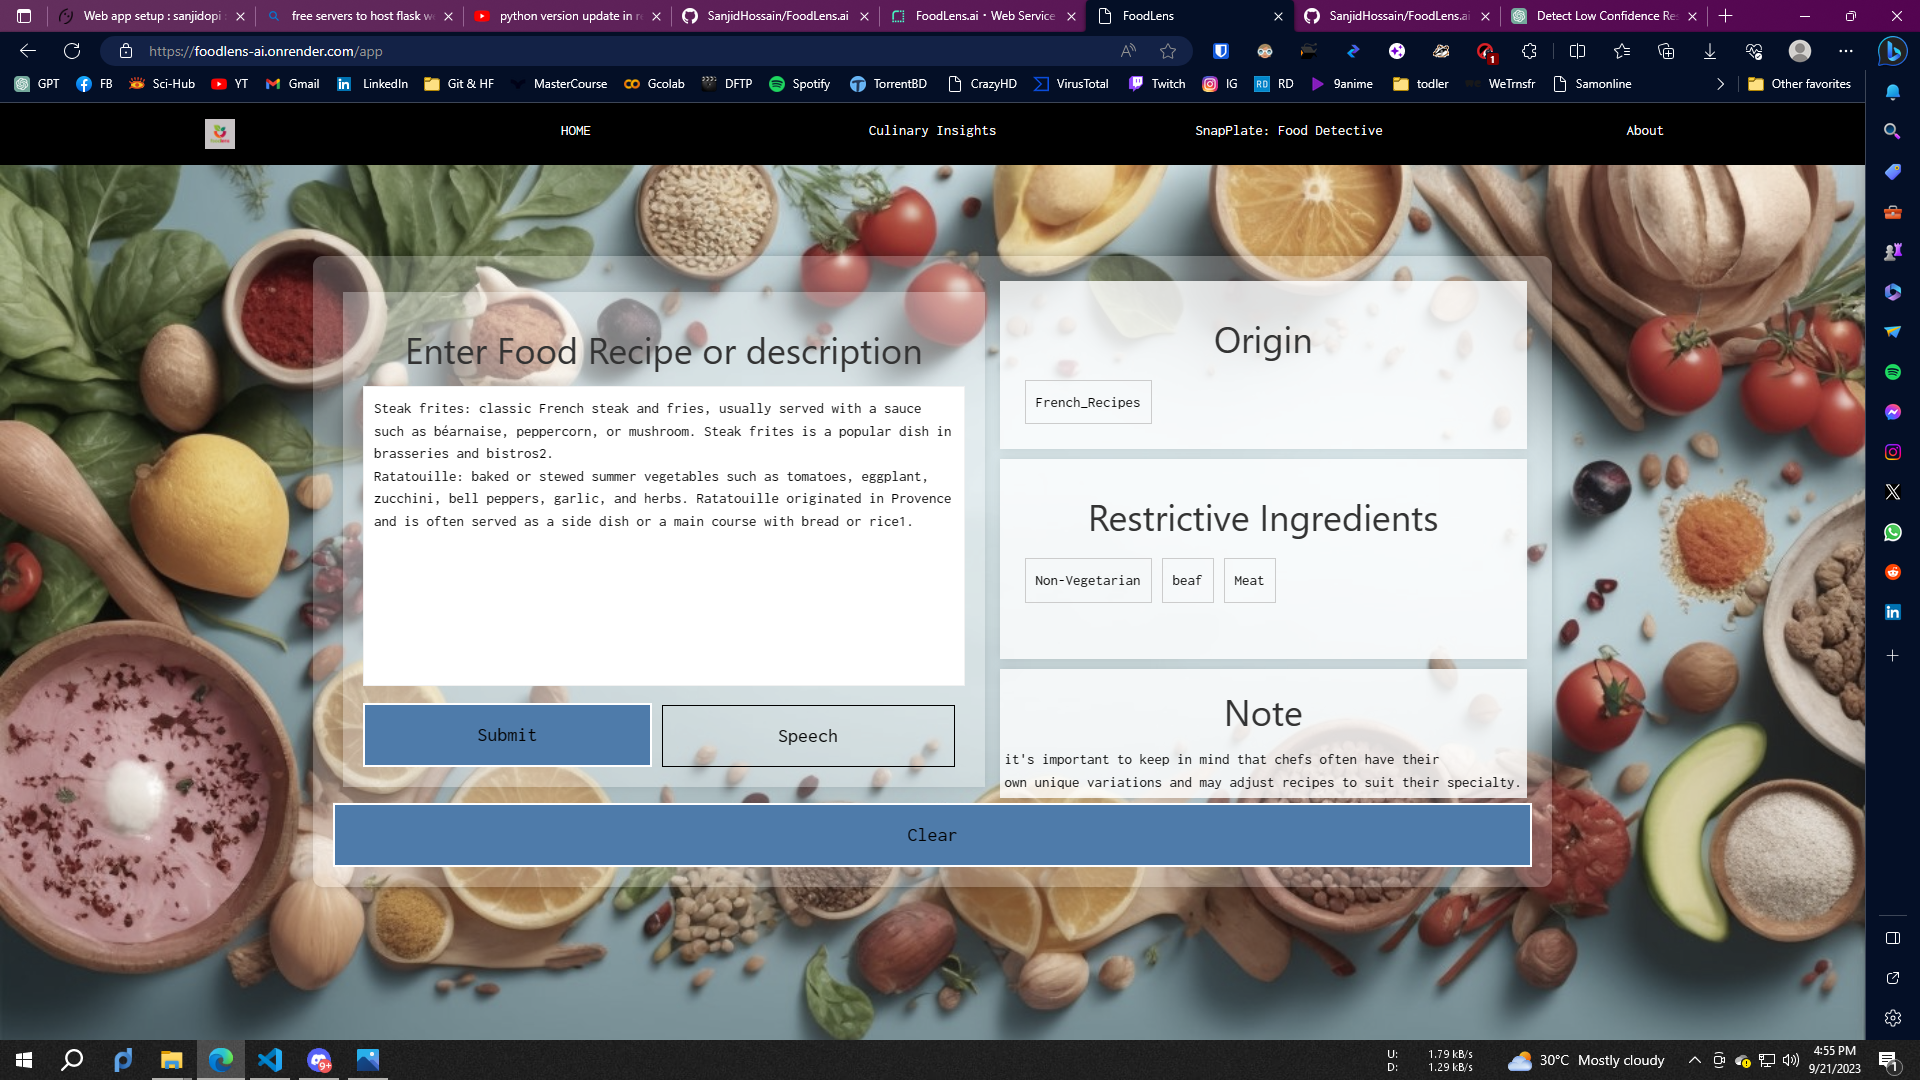 Web app setup : sanjidopi :
free servers to host flask we
python version update in re
SanjidHossain/FoodLens.ai
FoodLens.ai · Web Service
FoodLens
SanjidHossain/FoodLens.ai
Detect Low Confidence Res
https://foodlens-ai.onrender.com/app
1
GPT
FB
Sci-Hub
YT
Gmail
LinkedIn
Git & HF
MasterCourse
Gcolab
DFTP
Spotify
TorrentBD
CrazyHD
VirusTotal
Twitch
IG
RD
9anime
todler
WeTrnsfr
Samonline
Other favorites
HOME
Culinary Insights
SnapPlate: Food Detective
About
Enter Food Recipe or description
Steak frites: classic French steak and fries, usually served with a sauce
such as béarnaise, peppercorn, or mushroom. Steak frites is a popular dish in
brasseries and bistros2.
Ratatouille: baked or stewed summer vegetables such as tomatoes, eggplant,
zucchini, bell peppers, garlic, and herbs. Ratatouille originated in Provence
and is often served as a side dish or a main course with bread or rice1.
Submit
Speech
Origin
French_Recipes
Restrictive Ingredients
Non-Vegetarian
beaf
Meat
Note
it's important to keep in mind that chefs often have their
own unique variations and may adjust recipes to suit their specialty.
Clear
9+
U: 1.79 kB/s
D: 1.29 kB/s
30°C Mostly cloudy
4:55 PM
9/21/2023
1